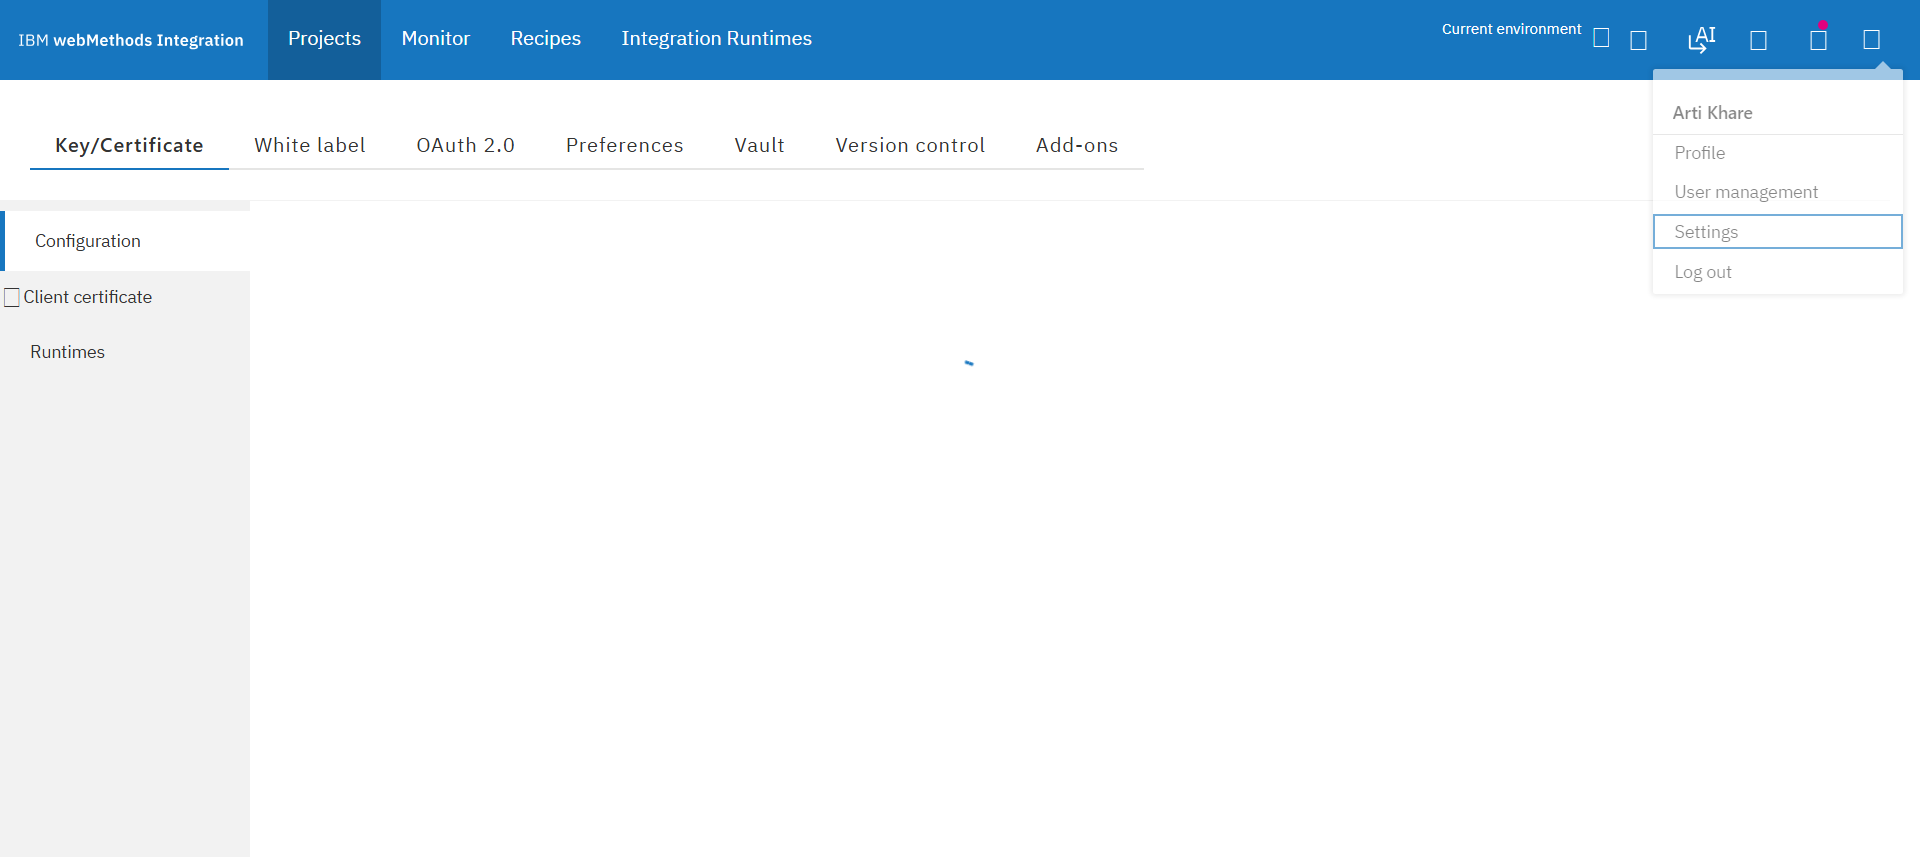 IBM webMethods Integration
Projects
Monitor
Recipes
Integration Runtimes
Current environment
AI
Arti Khare
Profile
User management
Settings
Log out
Key/Certificate
White label
OAuth 2.0
Preferences
Vault
Version control
Add-ons
Configuration
Client certificate
Runtimes